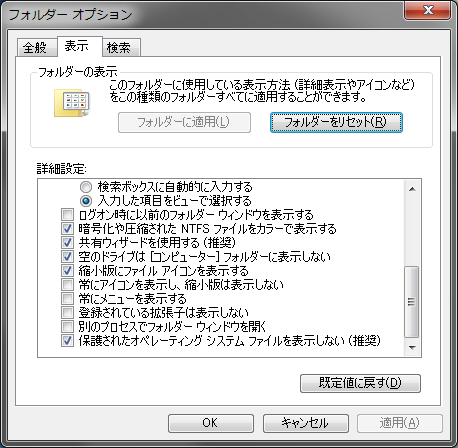 フォルダー オプション
全般 表示 検索
フォルダーの表示
このフォルダーに使用している表示方法（詳細表示やアイコンなど）
をこの種類のフォルダーすべてに適用することができます。
フォルダーに適用(L) フォルダーをリセット(R)
詳細設定:
検索ボックスに自動的に入力する
入力した項目をビューで選択する
ログオン時に以前のフォルダー ウィンドウを表示する
暗号化や圧縮された NTFS ファイルをカラーで表示する
共有ウィザードを使用する (推奨)
空のドライブは [コンピューター] フォルダーに表示しない
縮小版にファイル アイコンを表示する
常にアイコンを表示し、縮小版は表示しない
常にメニューを表示する
登録されている拡張子は表示しない
別のプロセスでフォルダー ウィンドウを開く
保護されたオペレーティング システム ファイルを表示しない (推奨)
既定値に戻す(D)
OK キャンセル 適用(A)